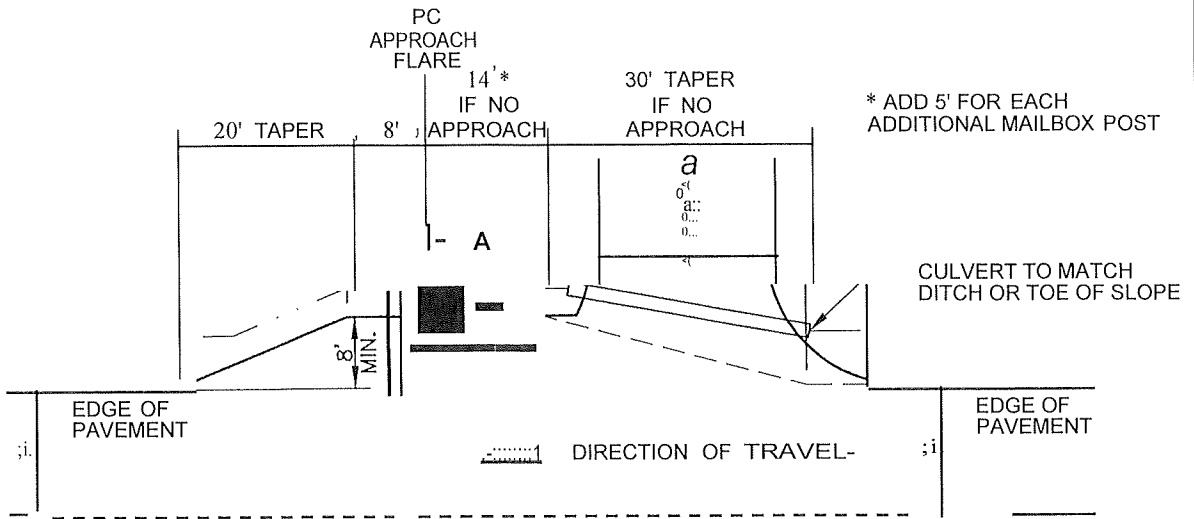 PC
APPROACH
FLARE
14'*
IF NO
APPROACH
30' TAPER
IF NO
APPROACH
* ADD 5' FOR EACH
ADDITIONAL MAILBOX POST
20' TAPER
8'
a
A
CULVERT TO MATCH
DITCH OR TOE OF SLOPE
8'
MIN.
EDGE OF
PAVEMENT
EDGE OF
PAVEMENT
DIRECTION OF TRAVEL-